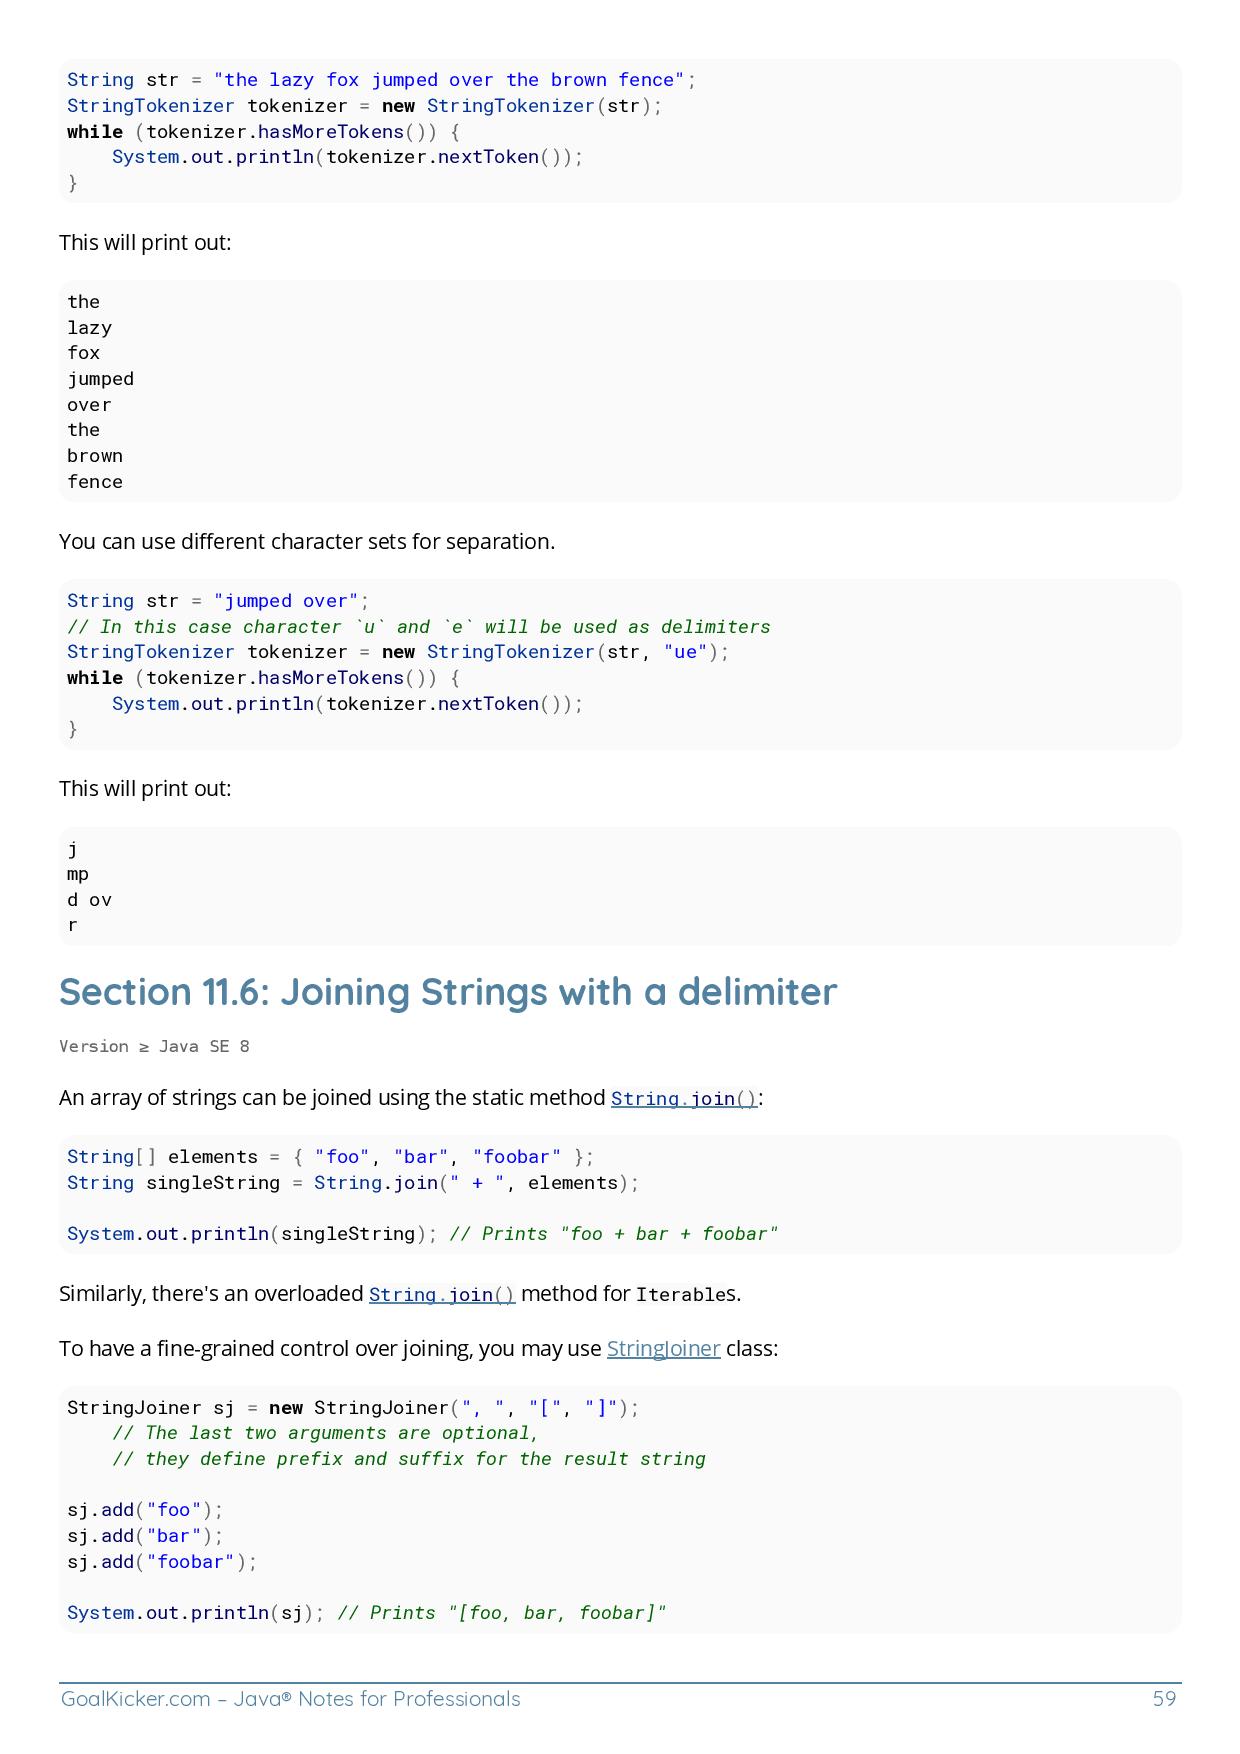 String str = "the lazy fox jumped over the brown fence";
StringTokenizer tokenizer = new StringTokenizer(str);
while (tokenizer.hasMoreTokens()) {
    System.out.println(tokenizer.nextToken());
}
This will print out:
the
lazy
fox
jumped
over
the
brown
fence
You can use different character sets for separation.
String str = "jumped over";
// In this case character `u` and `e` will be used as delimiters
StringTokenizer tokenizer = new StringTokenizer(str, "ue");
while (tokenizer.hasMoreTokens()) {
    System.out.println(tokenizer.nextToken());
}
This will print out:
j
mp
d ov
r
Section 11.6: Joining Strings with a delimiter
Version ≥ Java SE 8
An array of strings can be joined using the static method String.join():
String[] elements = { "foo", "bar", "foobar" };
String singleString = String.join(" + ", elements);
System.out.println(singleString); // Prints "foo + bar + foobar"
Similarly, there's an overloaded String.join() method for Iterables.
To have a fine-grained control over joining, you may use StringJoiner class:
StringJoiner sj = new StringJoiner(", ", "[", "]");
    // The last two arguments are optional,
    // they define prefix and suffix for the result string
sj.add("foo");
sj.add("bar");
sj.add("foobar");
System.out.println(sj); // Prints "[foo, bar, foobar]"
GoalKicker.com – Java® Notes for Professionals 59